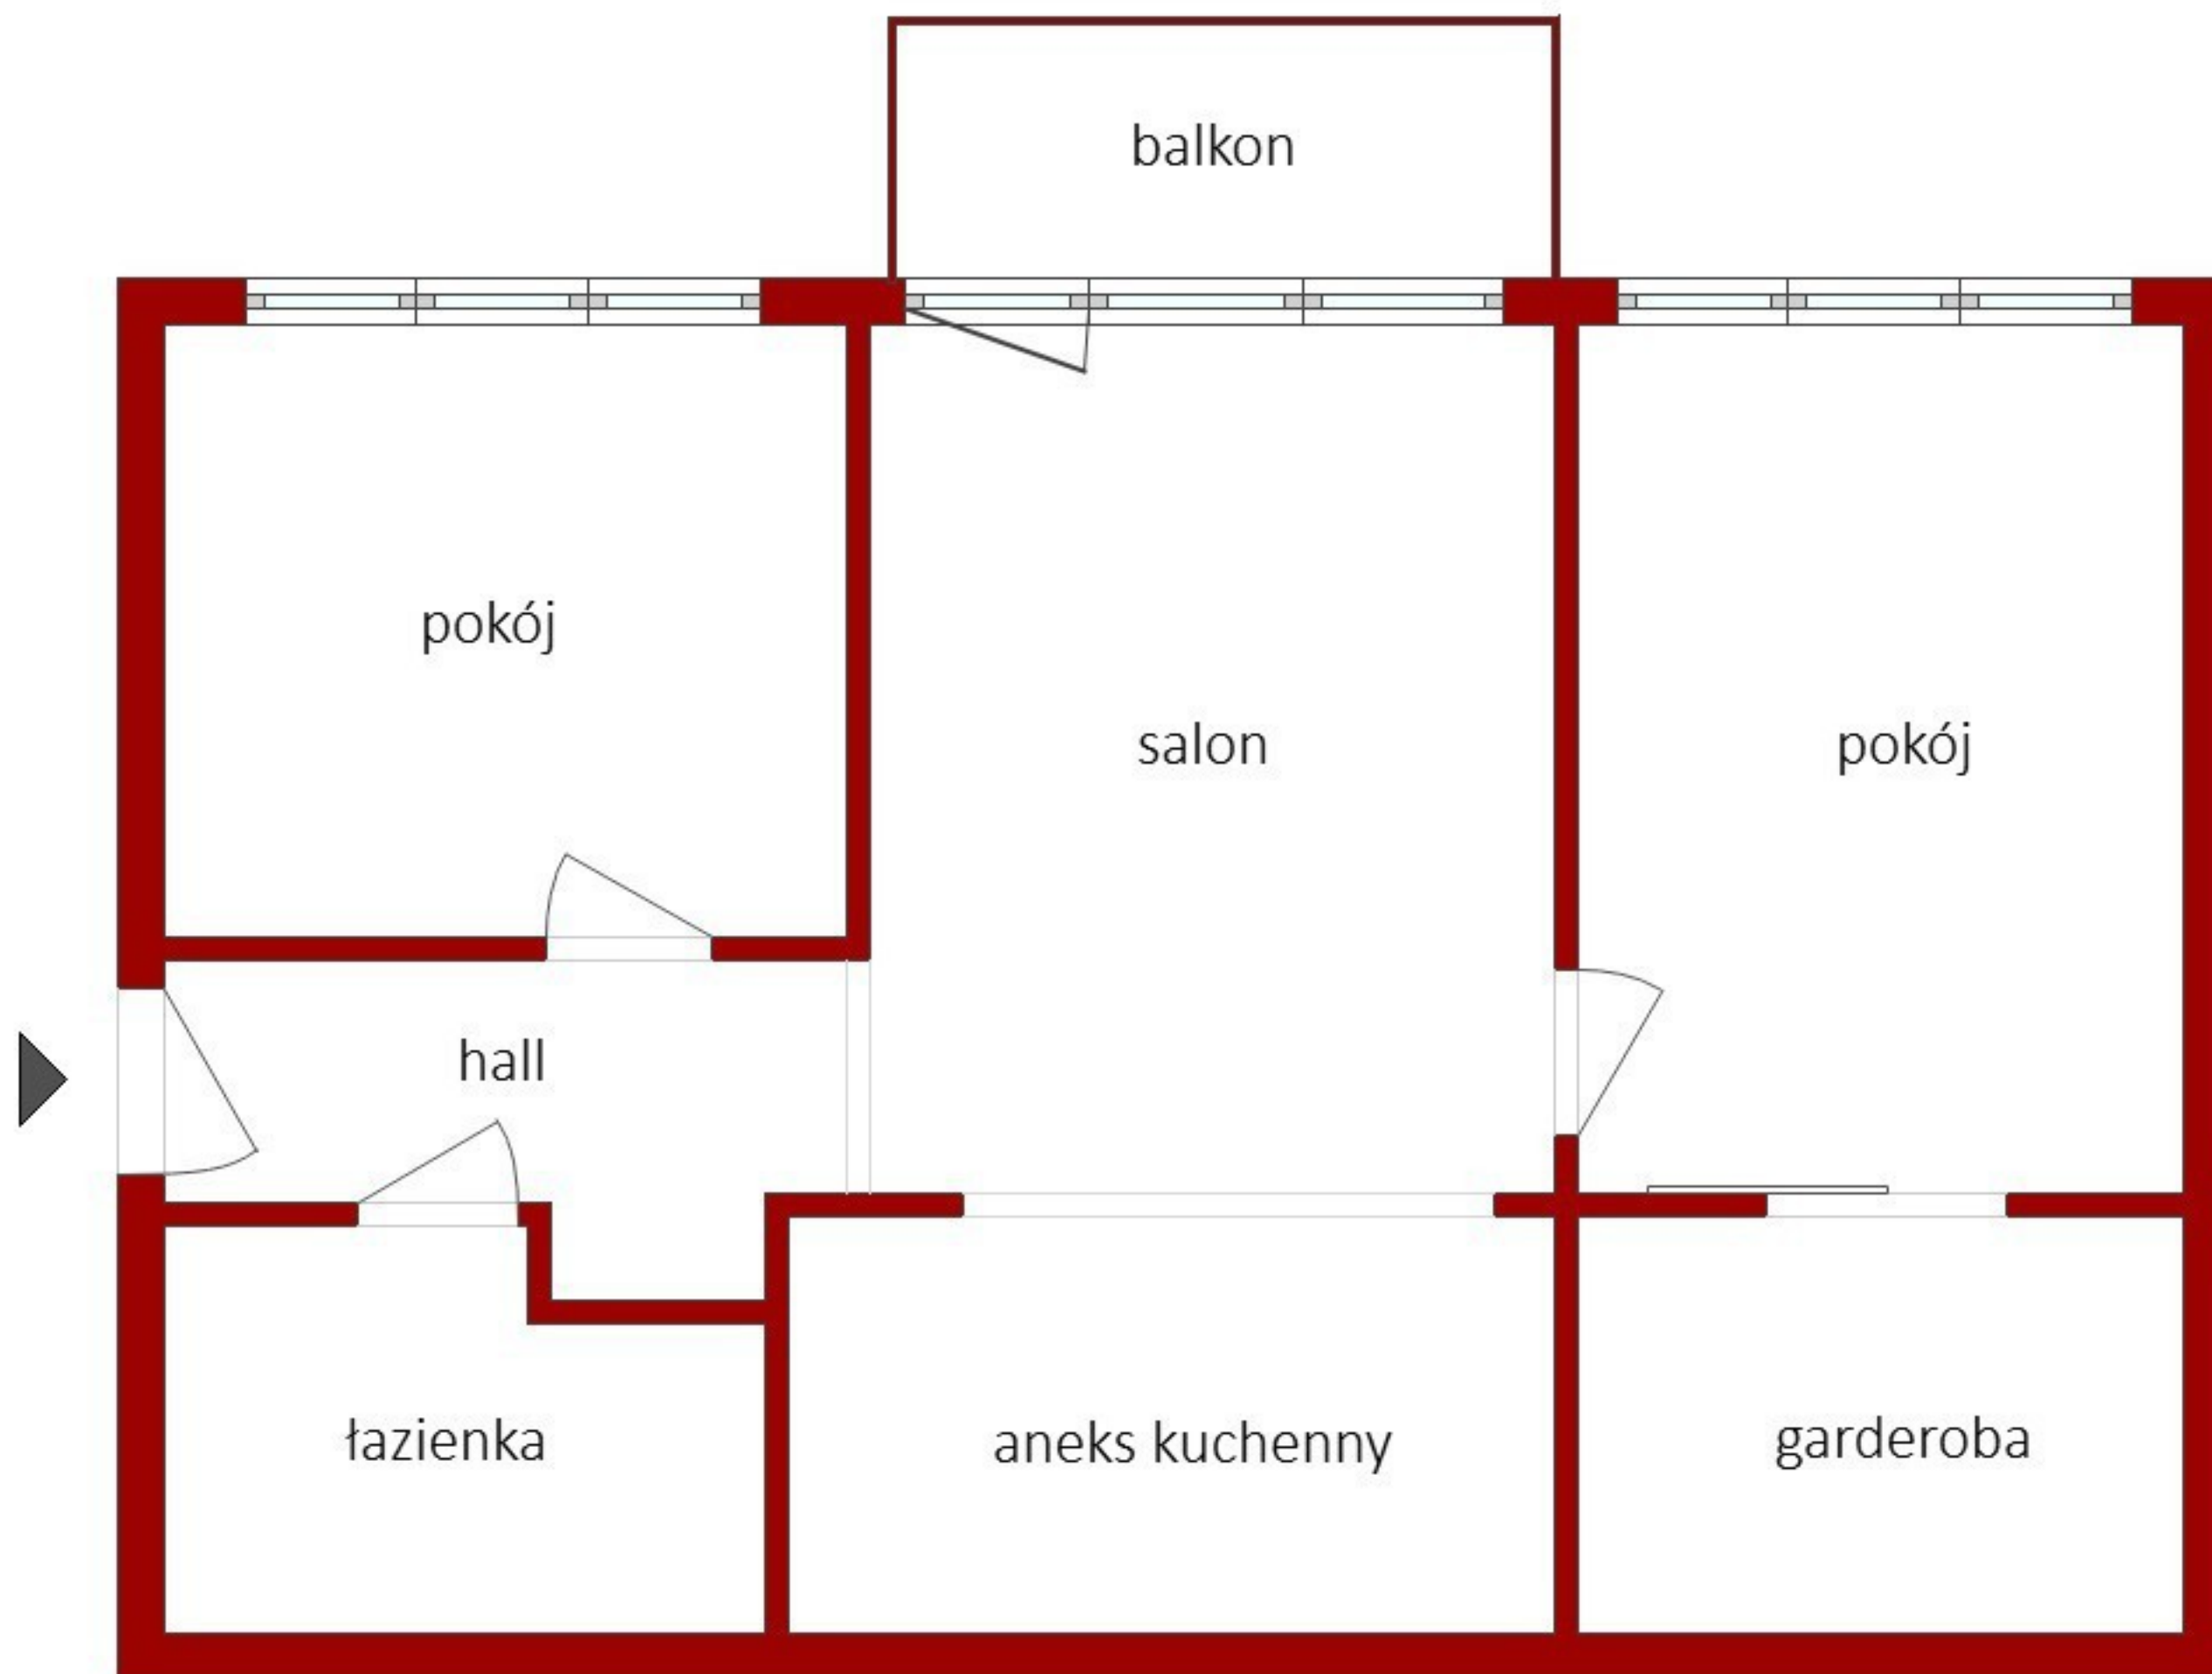 balkon
pokój
salon
pokój
hall
łazienka
aneks kuchenny
garderoba